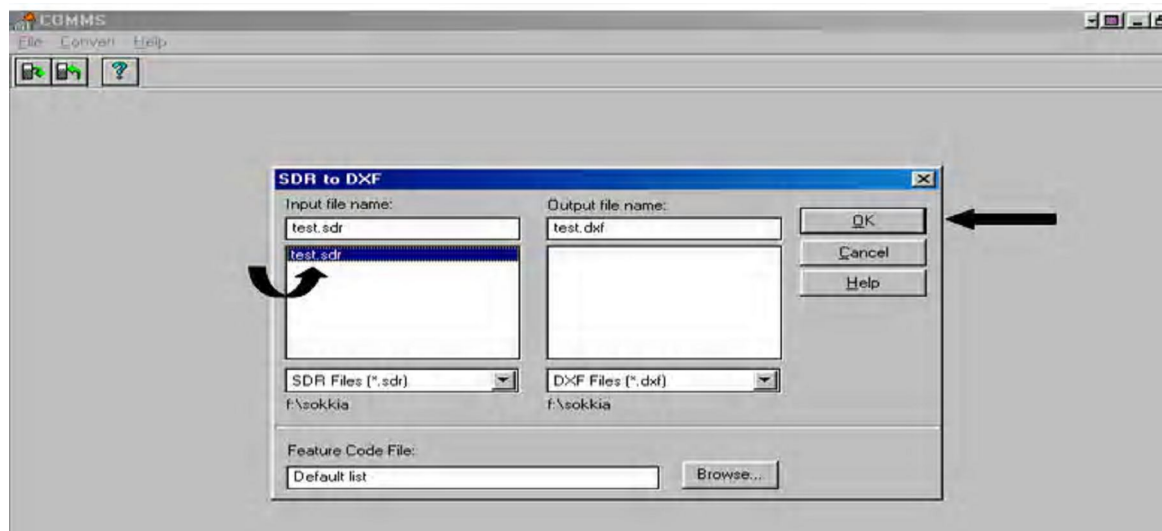 COMMS
File Convert Help
SDR to DXF
Input file name:
Output file name:
test.sdr
test.dxf
OK
test.sdr
Cancel
Help
SDR Files (*.sdr)
DXF Files (*.dxf)
f:\sokkia
f:\sokkia
Feature Code File:
Default list
Browse...